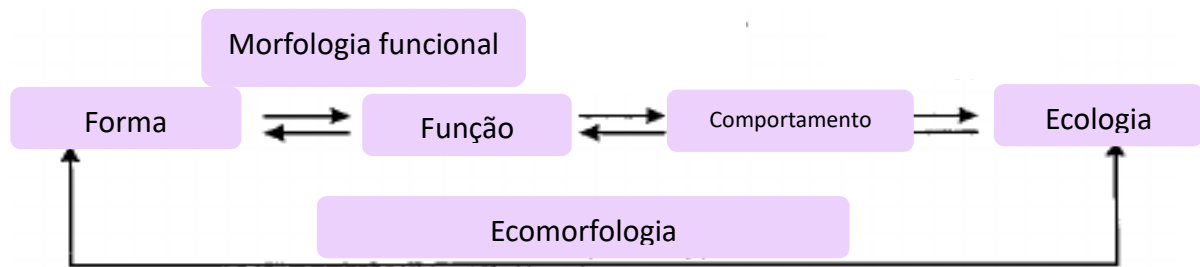 Morfologia funcional
Forma
Função
Comportamento
Ecologia
Ecomorfologia